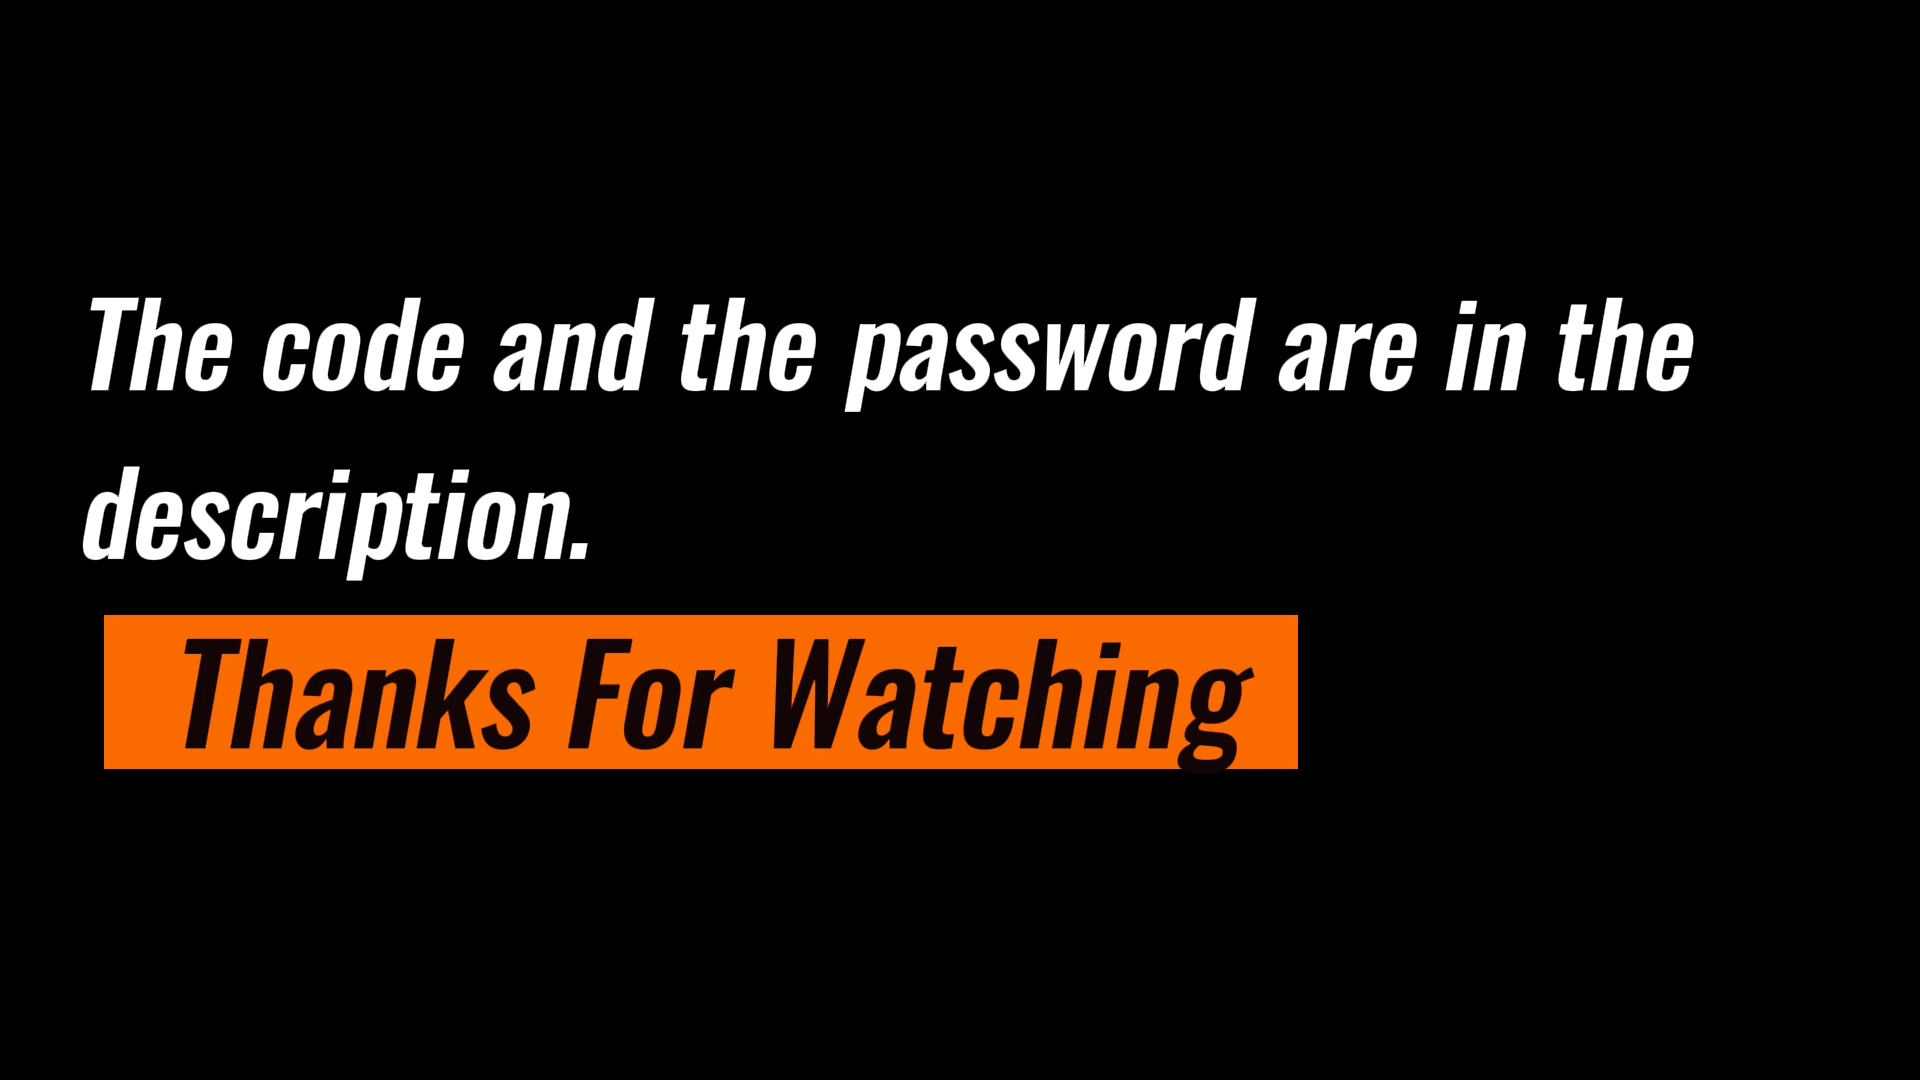 The code and the password are in the
description.
Thanks For Watching